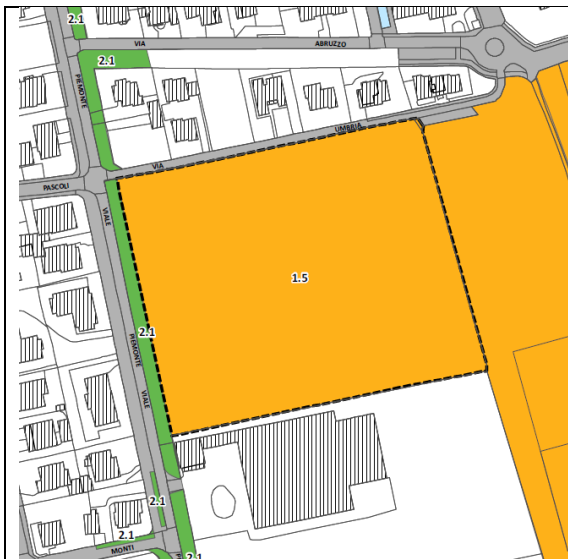 2.1
VIA ABRUZZO
2.1
PIEMONTE
UMBRIA
VIA
PASCOLI
VIALE
1.5
2.1
PIEMONTE
VIALE
2.1
2.1
MONTI
2.1